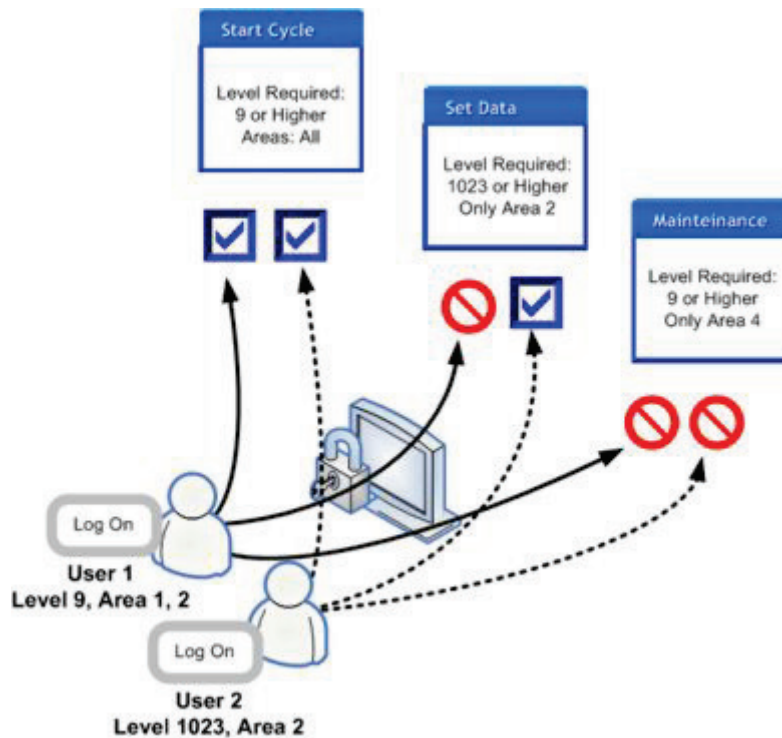 Start Cycle
Level Required:
9 or Higher
Areas: All
Set Data
Level Required:
1023 or Higher
Only Area 2
Mainteinance
Level Required:
9 or Higher
Only Area 4
Log On
User 1
Level 9, Area 1, 2
Log On
User 2
Level 1023, Area 2